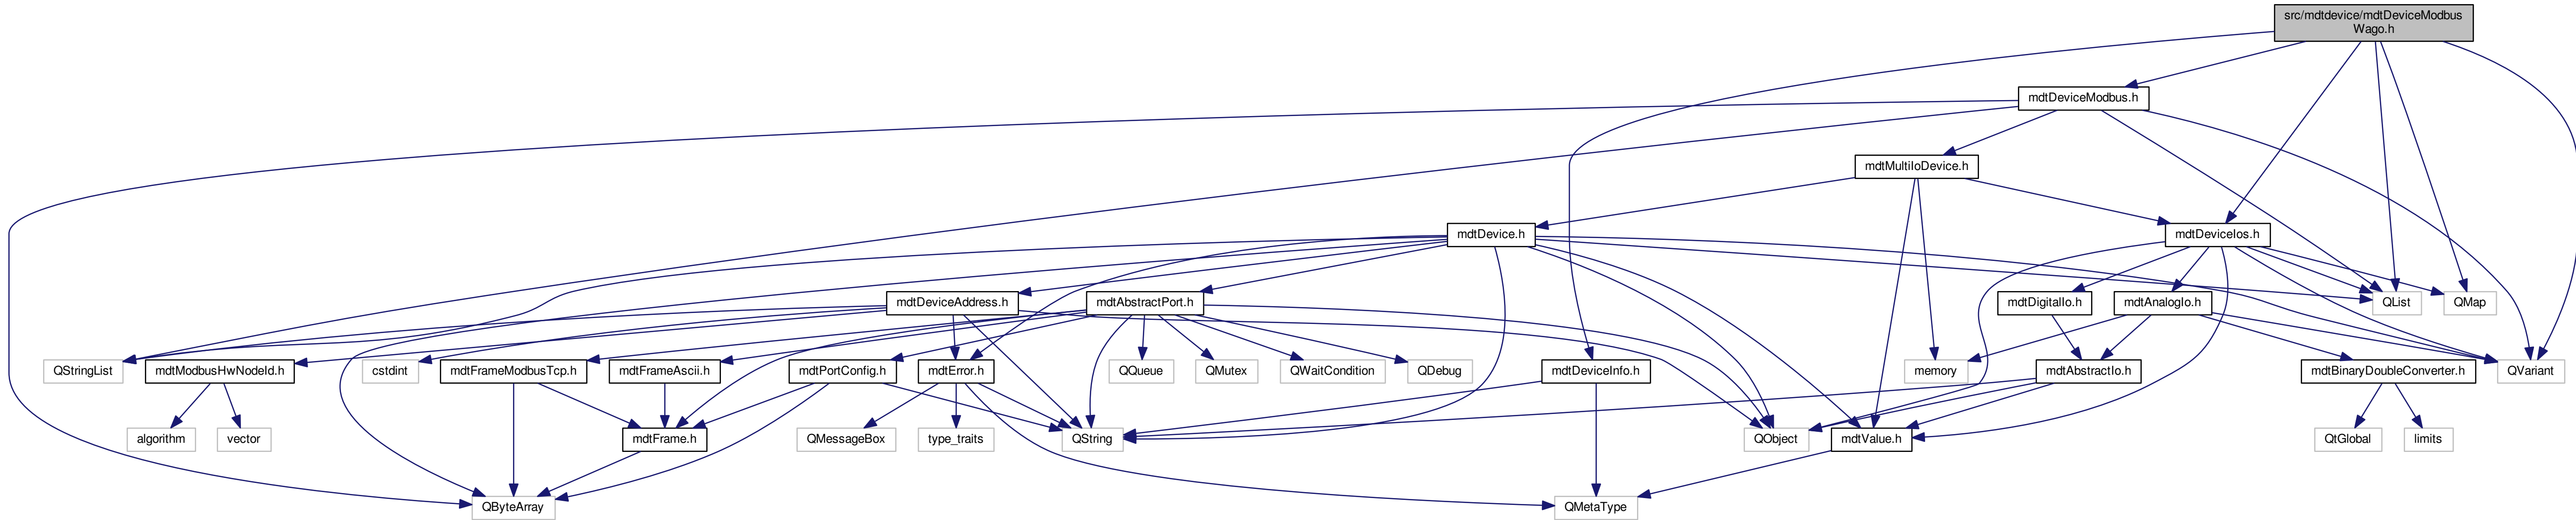 src/mdtdevice/mdtDeviceModbus
Wago.h
mdtDeviceModbus.h
mdtMultiIoDevice.h
mdtDevice.h
mdtDeviceIos.h
mdtDeviceAddress.h
mdtAbstractPort.h
mdtDigitalIo.h
mdtAnalogIo.h
QList
QMap
QStringList
mdtModbusHwNodeId.h
cstdint
mdtFrameModbusTcp.h
mdtFrameAscii.h
mdtPortConfig.h
mdtError.h
QQueue
QMutex
QWaitCondition
QDebug
mdtDeviceInfo.h
memory
mdtAbstractIo.h
mdtBinaryDoubleConverter.h
QVariant
algorithm
vector
mdtFrame.h
QMessageBox
type_traits
QString
QObject
mdtValue.h
QtGlobal
limits
QByteArray
QMetaType